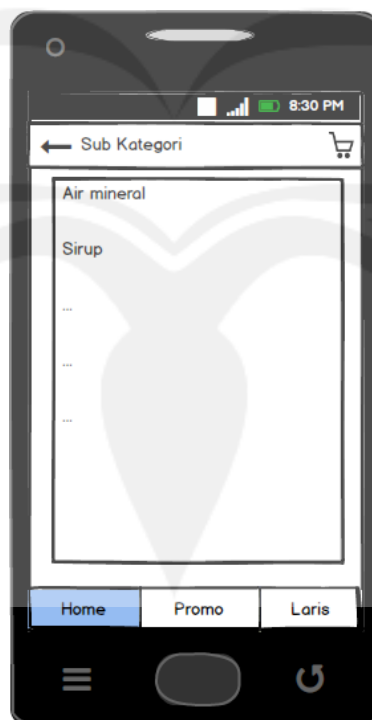 8:30 PM
Sub Kategori
Air mineral
Sirup
...
...
...
Home Promo Laris